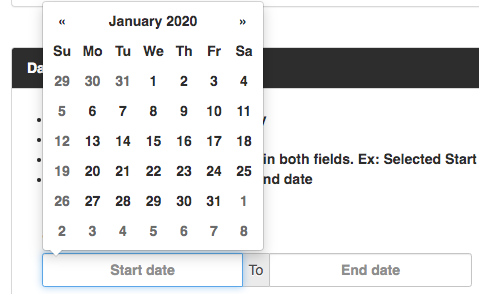 « January 2020 »
Su Mo Tu We Th Fr Sa
29 30 31 1 2 3 4
5 6 7 8 9 10 11
12 13 14 15 16 17 18
19 20 21 22 23 24 25
26 27 28 29 30 31 1
2 3 4 5 6 7 8
in both fields. Ex: Selected Start
nd date
Start date To End date